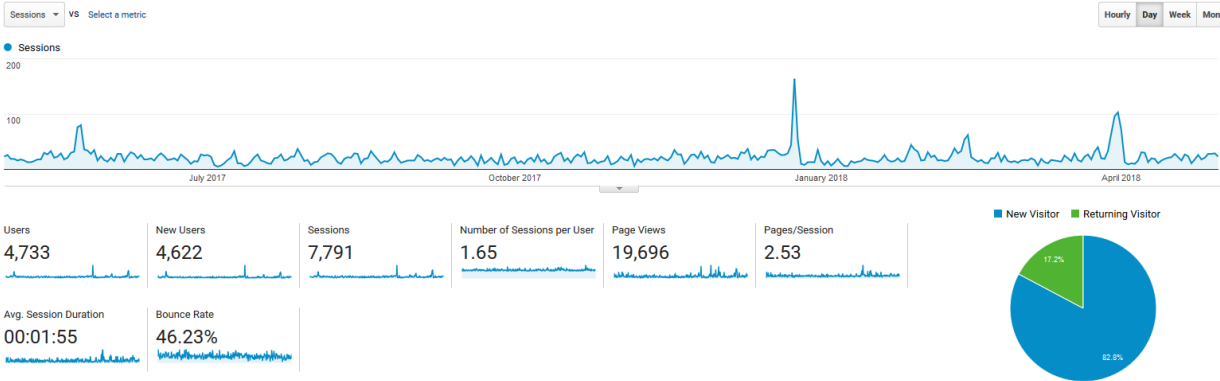 Sessions vs Select a metric
Hourly Day Week Mon
Sessions
200
100
July 2017 October 2017 January 2018 April 2018
New Visitor Returning Visitor
Users New Users Sessions Number of Sessions per User Page Views Pages/Session
4,733 4,622 7,791 1.65 19,696 2.53
17.2%
82.8%
Avg. Session Duration Bounce Rate
00:01:55 46.23%